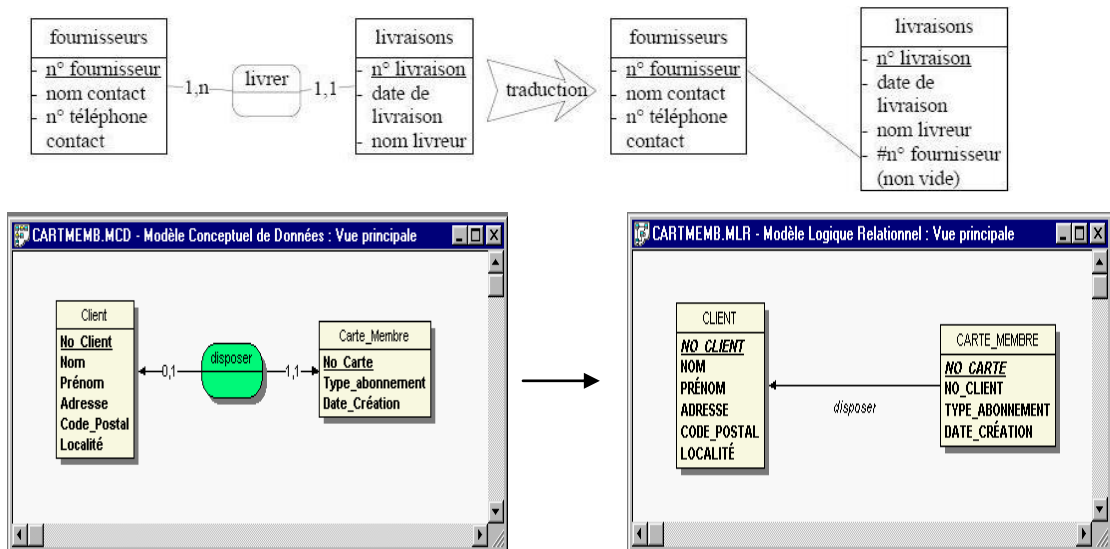 fournisseurs
- n° fournisseur
- nom contact
- n° téléphone
contact
1,n
livrer
1,1
livraisons
- n° livraison
- date de
livraison
- nom livreur
traduction
fournisseurs
- n° fournisseur
- nom contact
- n° téléphone
contact
livraisons
- n° livraison
- date de
livraison
- nom livreur
- #n° fournisseur
(non vide)
CARTMEMB.MCD - Modèle Conceptuel de Données : Vue principale
Client
No_Client
Nom
Prénom
Adresse
Code_Postal
Localité
0,1
disposer
1,1
Carte_Membre
No_Carte
Type_abonnement
Date_Création
CARTMEMB.MLR - Modèle Logique Relationnel : Vue principale
CLIENT
NO_CLIENT
NOM
PRÉNOM
ADRESSE
CODE_POSTAL
LOCALITÉ
disposer
CARTE_MEMBRE
NO_CARTE
NO_CLIENT
TYPE_ABONNEMENT
DATE_CRÉATION